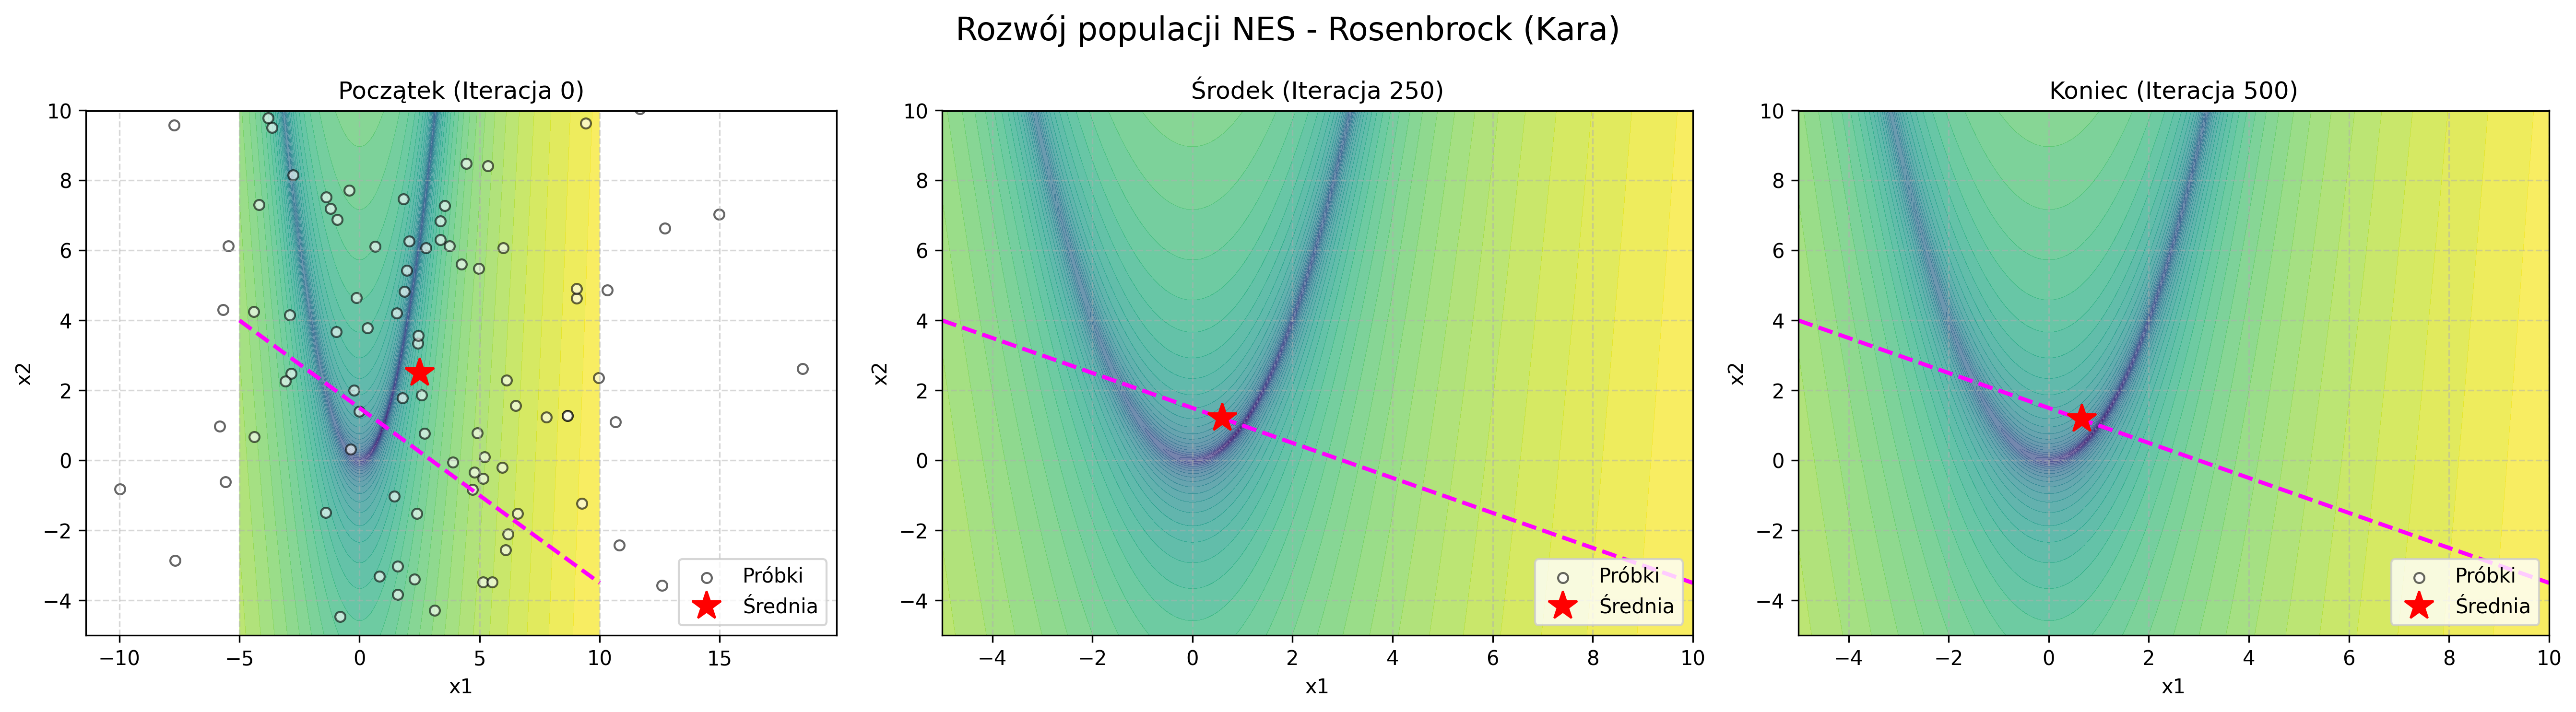 Rozwój populacji NES - Rosenbrock (Kara)
Początek (Iteracja 0)
10
8
6
4
2
0
−2
−4
x2
−10
−5
0
5
10
15
x1
Próbki
Średnia
Środek (Iteracja 250)
10
8
6
4
2
0
−2
−4
x2
−4
−2
0
2
4
6
8
10
x1
Próbki
Średnia
Koniec (Iteracja 500)
10
8
6
4
2
0
−2
−4
x2
−4
−2
0
2
4
6
8
10
x1
Próbki
Średnia